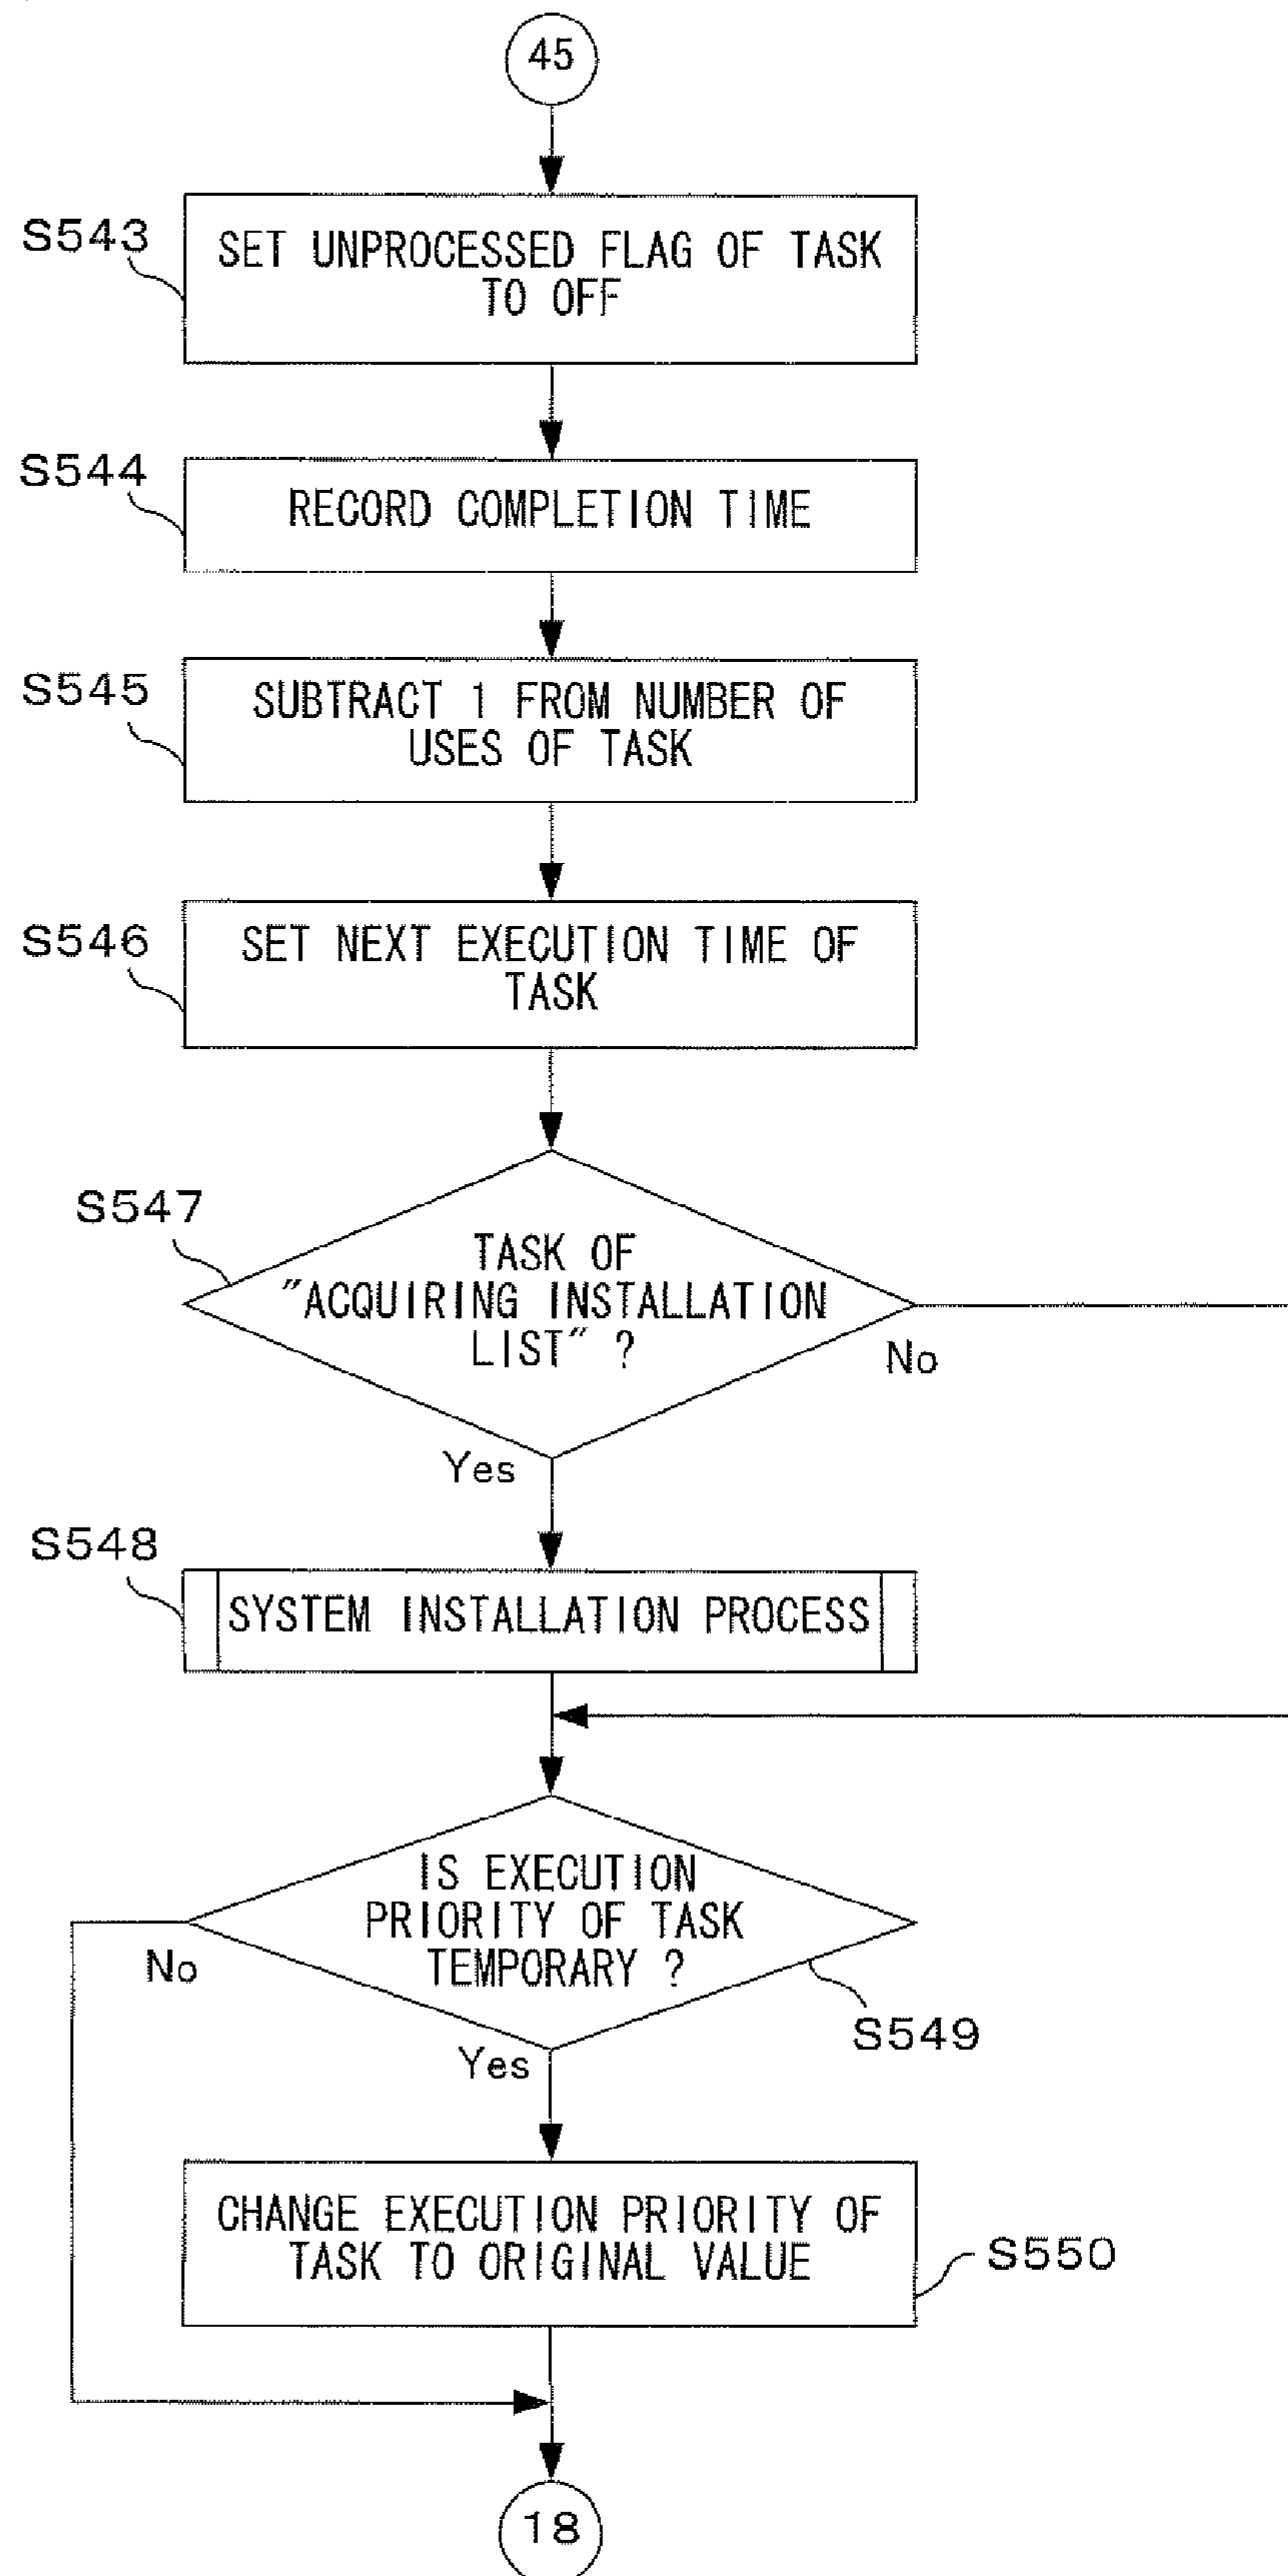 45
S543
SET UNPROCESSED FLAG OF TASK
TO OFF
S544
RECORD COMPLETION TIME
S545
SUBTRACT 1 FROM NUMBER OF
USES OF TASK
S546
SET NEXT EXECUTION TIME OF
TASK
S547
TASK OF
"ACQUIRING INSTALLATION
LIST" ?
No
Yes
S548
SYSTEM INSTALLATION PROCESS
IS EXECUTION
PRIORITY OF TASK
TEMPORARY ?
No
S549
Yes
CHANGE EXECUTION PRIORITY OF
TASK TO ORIGINAL VALUE
S550
18